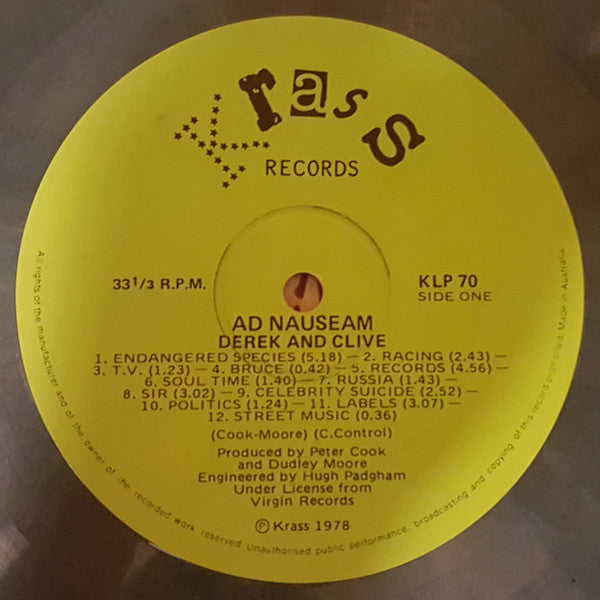 Krass
RECORDS
33 1/3 R.P.M.
KLP 70
SIDE ONE
AD NAUSEAM
DEREK AND CLIVE
1. ENDANGERED SPECIES (5.18) — 2. RACING (2.43) —
3. T.V. (1.23) — 4. BRUCE (0.42) — 5. RECORDS (4.56) —
6. SOUL TIME (1.40) — 7. RUSSIA (1.43) —
8. SIR (3.02) — 9. CELEBRITY SUICIDE (2.52) —
10. POLITICS (1.24) — 11. LABELS (3.07) —
12. STREET MUSIC (0.36)
(Cook-Moore) (C.Control)
Produced by Peter Cook
and Dudley Moore
Engineered by Hugh Padgham
Under License from
Virgin Records
Ⓟ Krass 1978
All rights of the manufacturer and of the owner of the recorded work reserved. Unauthorised public performance, broadcasting and copying of this record prohibited. Made in Australia